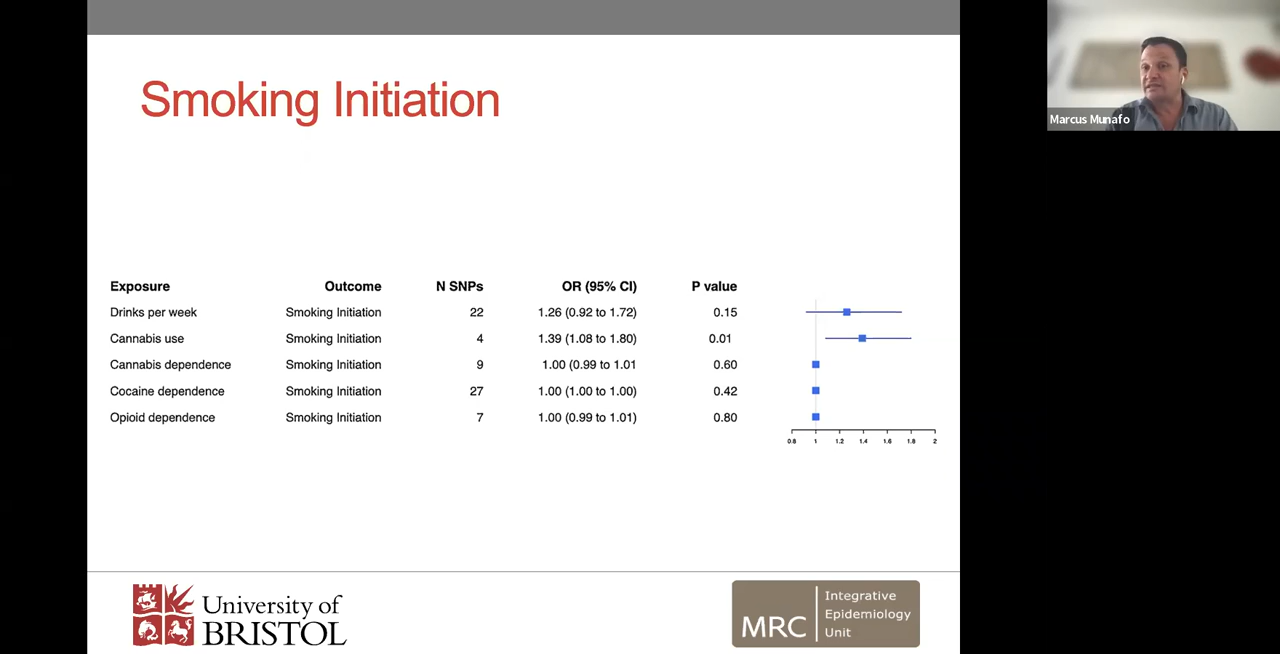 Smoking Initiation
Marcus Munafo
Exposure Outcome N SNPs OR (95% CI) P value
Drinks per week Smoking Initiation 22 1.26 (0.92 to 1.72) 0.15
Cannabis use Smoking Initiation 4 1.39 (1.08 to 1.80) 0.01
Cannabis dependence Smoking Initiation 9 1.00 (0.99 to 1.01 0.60
Cocaine dependence Smoking Initiation 27 1.00 (1.00 to 1.00) 0.42
Opioid dependence Smoking Initiation 7 1.00 (0.99 to 1.01) 0.80
0.8 1 1.2 1.4 1.6 1.8 2
University of
BRISTOL
MRC
Integrative
Epidemiology
Unit